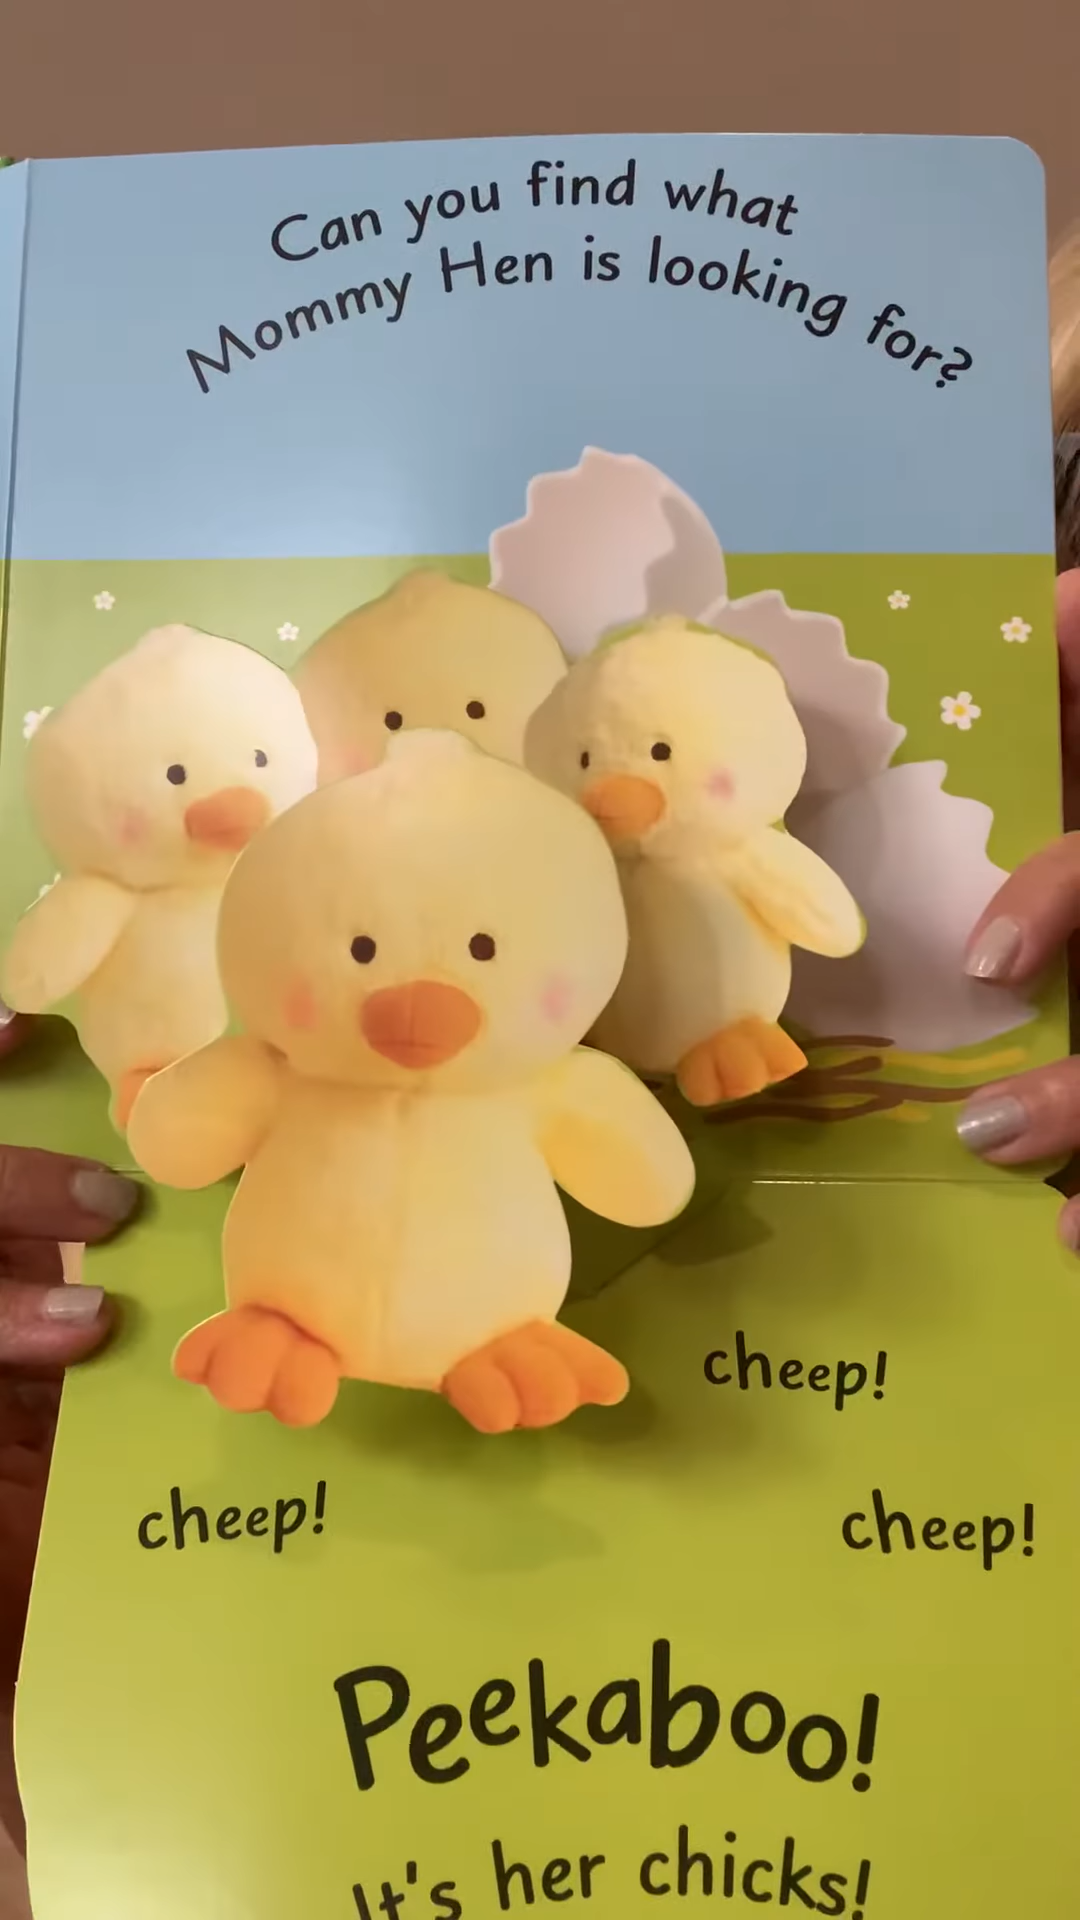 Can you find what
Mommy Hen is looking for?
cheep!
cheep!
cheep!
Peekaboo!
It's her chicks!